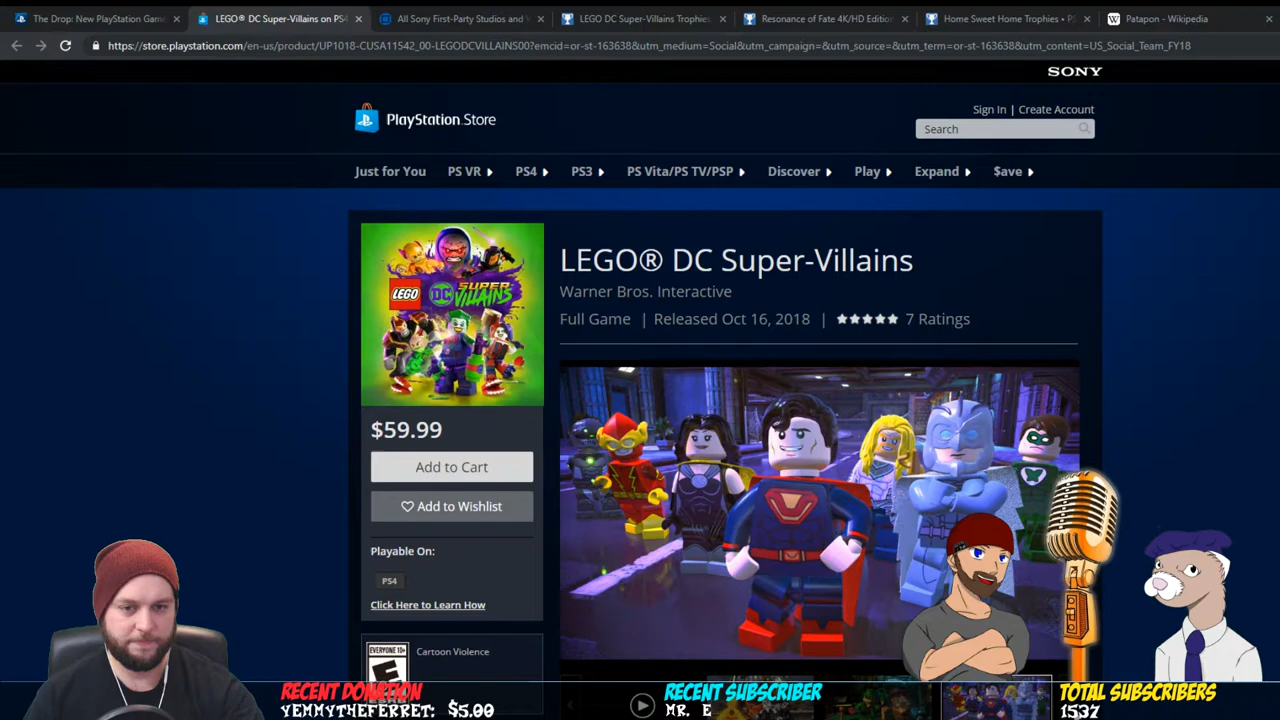 The Drop: New PlayStation Game
LEGO® DC Super-Villains on PS4
All Sony First-Party Studios and
LEGO DC Super-Villains Trophies
Resonance of Fate 4K/HD Edition
Home Sweet Home Trophies • PS
Patapon - Wikipedia
https://store.playstation.com/en-us/product/UP1018-CUSA11542_00-LEGODCVILLAINS00?emcid=or-st-163638&utm_medium=Social&utm_campaign=&utm_source=&utm_term=or-st-163638&utm_content=US_Social_Team_FY18
SONY
PlayStation Store
Sign In | Create Account
Search
Just for You
PS VR
PS4
PS3
PS Vita/PS TV/PSP
Discover
Play
Expand
$ave
LEGO
DC
SUPER
VILLAINS
LEGO® DC Super-Villains
Warner Bros. Interactive
Full Game | Released Oct 16, 2018 | ★★★★★ 7 Ratings
$59.99
Add to Cart
Add to Wishlist
Playable On:
PS4
Click Here to Learn How
EVERYONE 10+
E
Cartoon Violence
RECENT DONATION
YEMMYTHEFERRET: $5.00
RECENT SUBSCRIBER
MR. E
TOTAL SUBSCRIBERS
1537